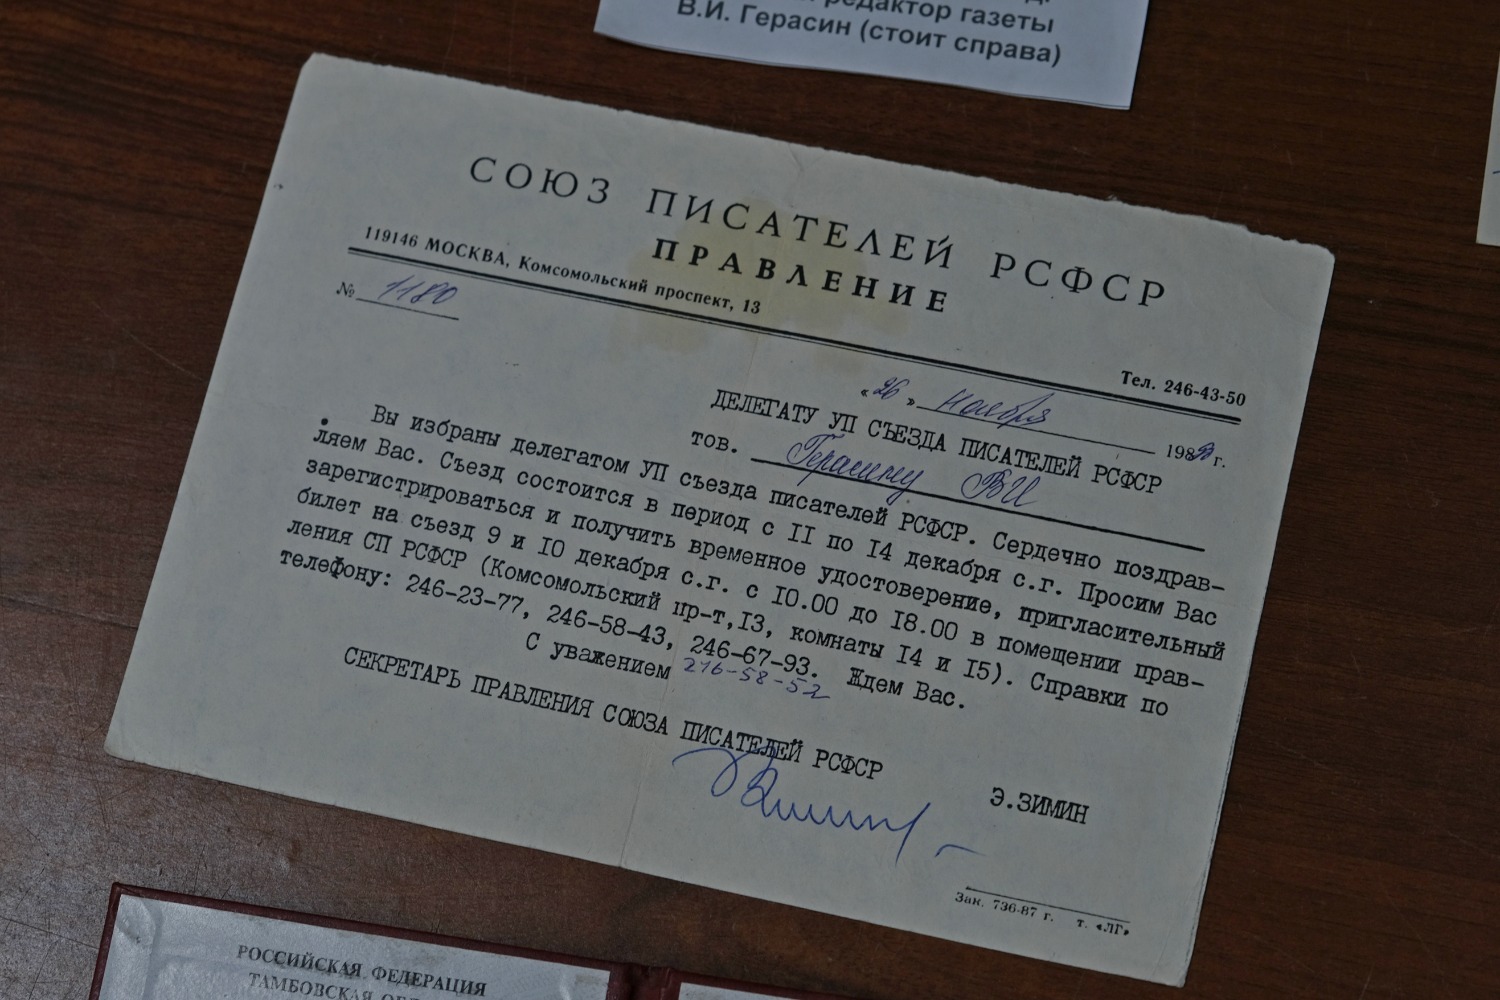 редактор газеты
В.И. Герасин (стоит справа)
СОЮЗ ПИСАТЕЛЕЙ РСФСР
ПРАВЛЕНИЕ
119146 МОСКВА, Комсомольский проспект, 13
Тел. 246-43-50
№ 1180
«26» ноября 198 г.
ДЕЛЕГАТУ УП СЪЕЗДА ПИСАТЕЛЕЙ РСФСР
тов. Герасину ВИ
Вы избраны делегатом УП съезда писателей РСФСР. Сердечно поздрав-
ляем Вас. Съезд состоится в период с II по I4 декабря с.г. Просим Вас
зарегистрироваться и получить временное удостоверение, пригласительный
билет на съезд 9 и IO декабря с.г. с IO.00 до I8.00 в помещении прав-
ления СП РСФСР (Комсомольский пр-т,I3, комнаты I4 и I5). Справки по
телефону: 246-23-77, 246-58-43, 246-67-93. Ждем Вас.
С уважением 246-58-52
СЕКРЕТАРЬ ПРАВЛЕНИЯ СОЮЗА ПИСАТЕЛЕЙ РСФСР
Э.ЗИМИН
Зак. 736-87 г. т. «ЛГ»
РОССИЙСКАЯ ФЕДЕРАЦИЯ
ТАМБОВСКАЯ